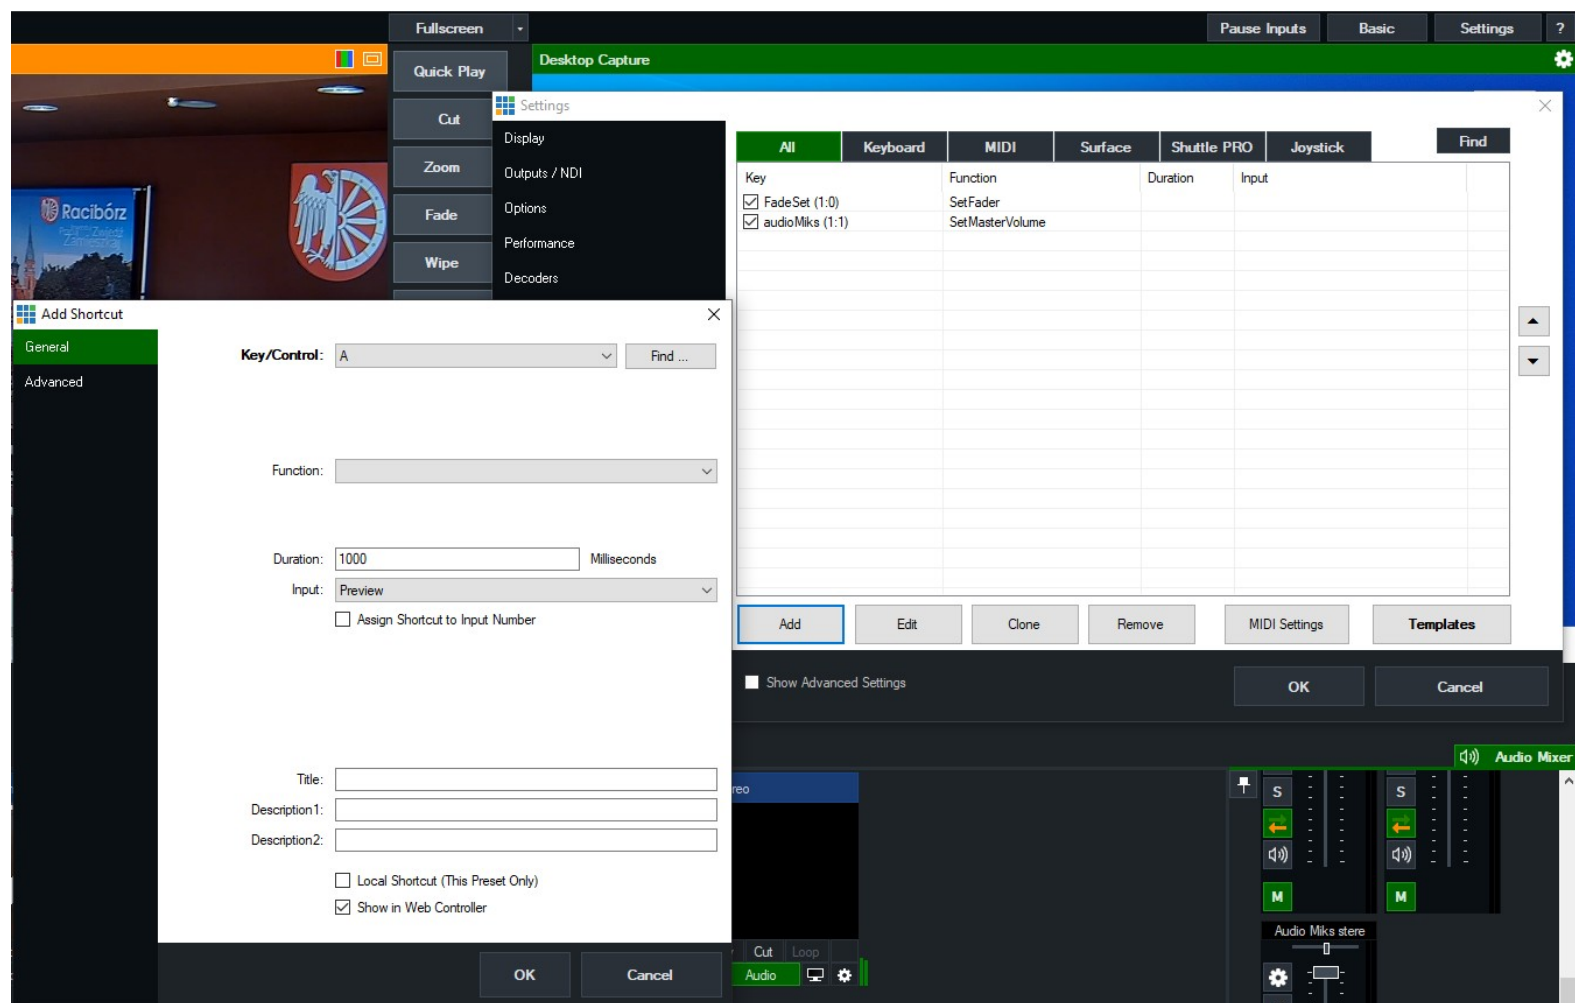 Fullscreen
Pause Inputs
Basic
Settings
?
Quick Play
Desktop Capture
Cut
Zoom
Fade
Wipe
Racibórz
Settings
Display
Outputs / NDI
Options
Performance
Decoders
All
Keyboard
MIDI
Surface
Shuttle PRO
Joystick
Find
Key
Function
Duration
Input
FadeSet (1:0)
SetFader
audioMiks (1:1)
SetMasterVolume
Add
Edit
Clone
Remove
MIDI Settings
Templates
Show Advanced Settings
OK
Cancel
Add Shortcut
General
Advanced
Key/Control:
A
Find ...
Function:
Duration:
1000
Milliseconds
Input:
Preview
Assign Shortcut to Input Number
Title:
Description1:
Description2:
Local Shortcut (This Preset Only)
Show in Web Controller
OK
Cancel
reo
Cut
Loop
Audio
Audio Mixer
S
S
M
M
Audio Miks stere